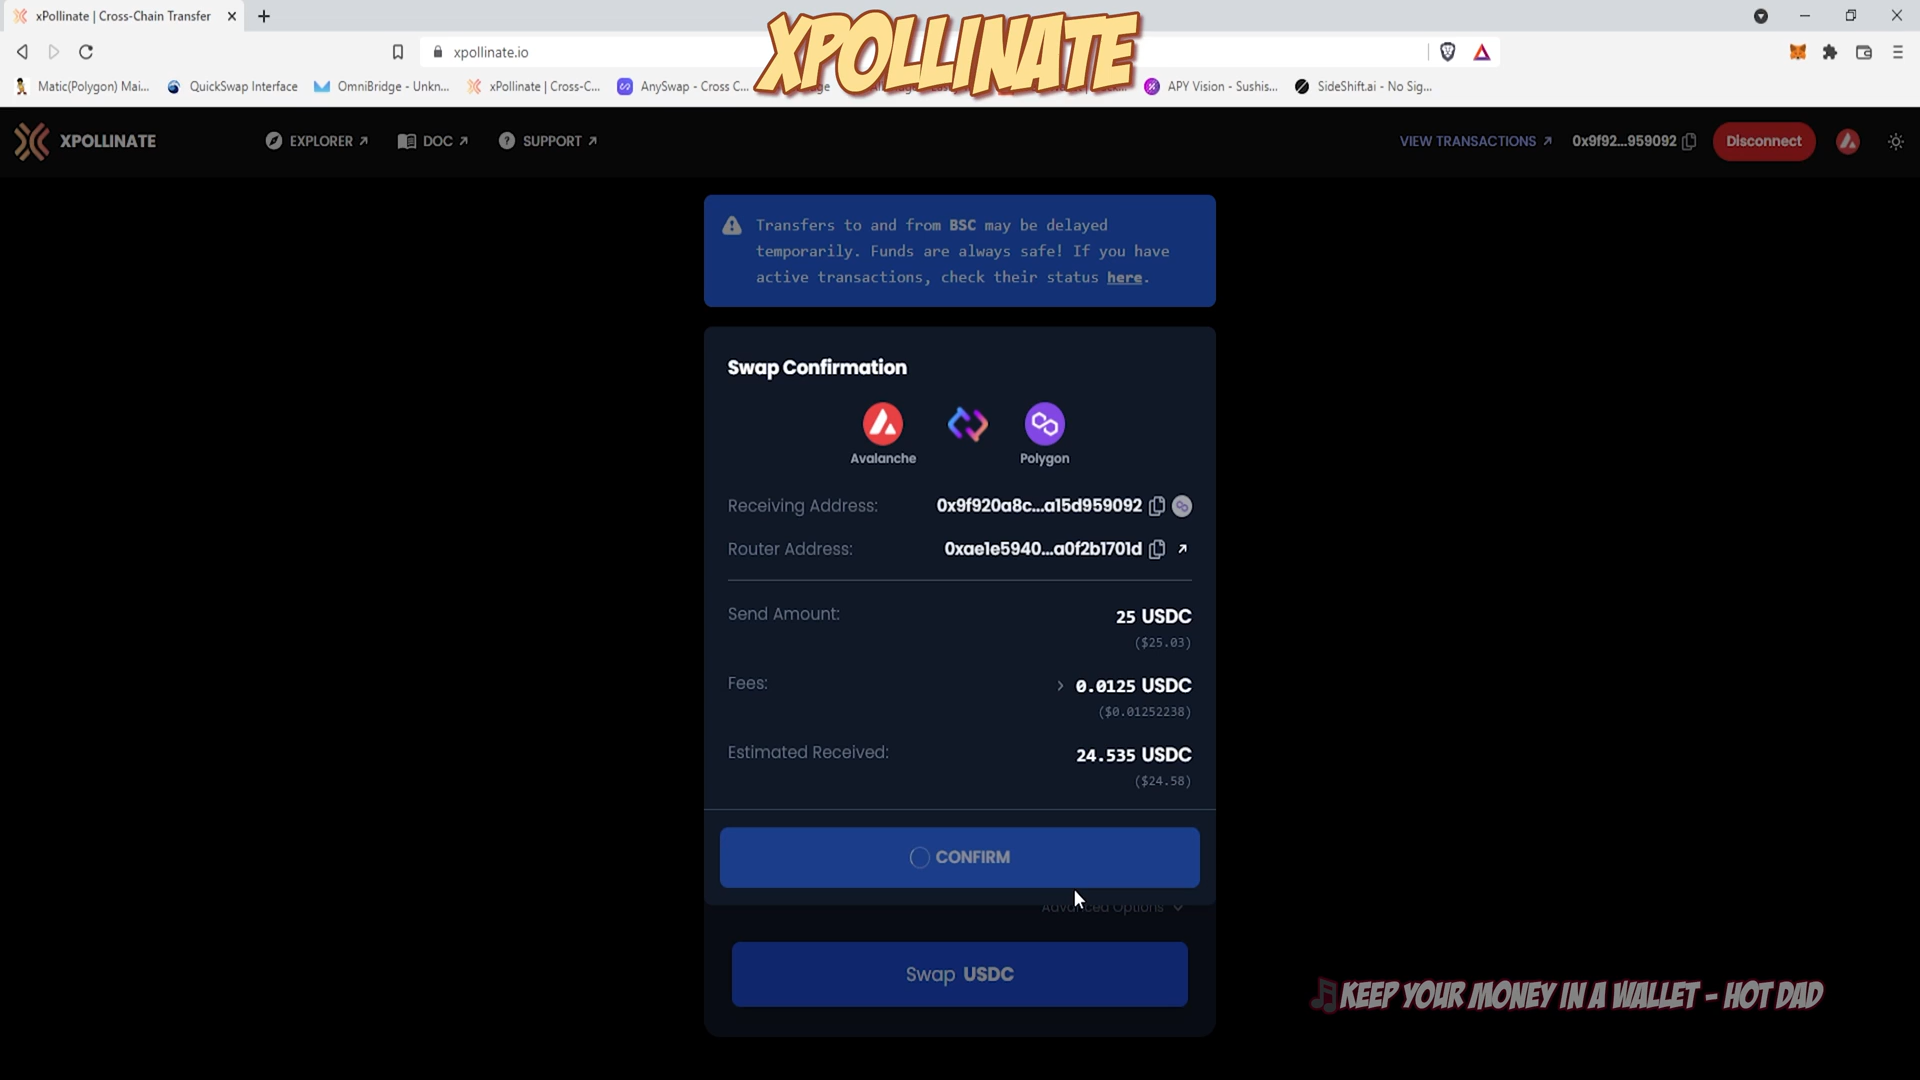 xPollinate | Cross-Chain Transfer
XPOLLINATE
xpollinate.io
Matic(Polygon) Mai...
QuickSwap Interface
OmniBridge - Unkn...
xPollinate | Cross-C...
AnySwap - Cross C...
APY Vision - Sushis...
SideShift.ai - No Sig...
XPOLLINATE
EXPLORER
DOC
SUPPORT
VIEW TRANSACTIONS
0x9f92...959092
Disconnect
Transfers to and from BSC may be delayed
temporarily. Funds are always safe! If you have
active transactions, check their status here.
Swap Confirmation
Avalanche
Polygon
Receiving Address: 0x9f920a8c...a15d959092
Router Address: 0xae1e5940...a0f2b1701d
Send Amount: 25 USDC
($25.03)
Fees: > 0.0125 USDC
($0.01252238)
Estimated Received: 24.535 USDC
($24.58)
CONFIRM
Advanced Options
Swap USDC
KEEP YOUR MONEY IN A WALLET - HOT DAD